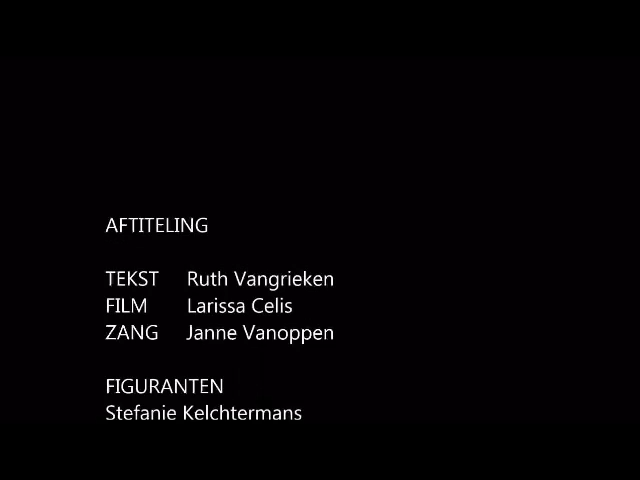 AFTITELING
TEKST Ruth Vangrieken
FILM Larissa Celis
ZANG Janne Vanoppen
FIGURANTEN
Stefanie Kelchtermans